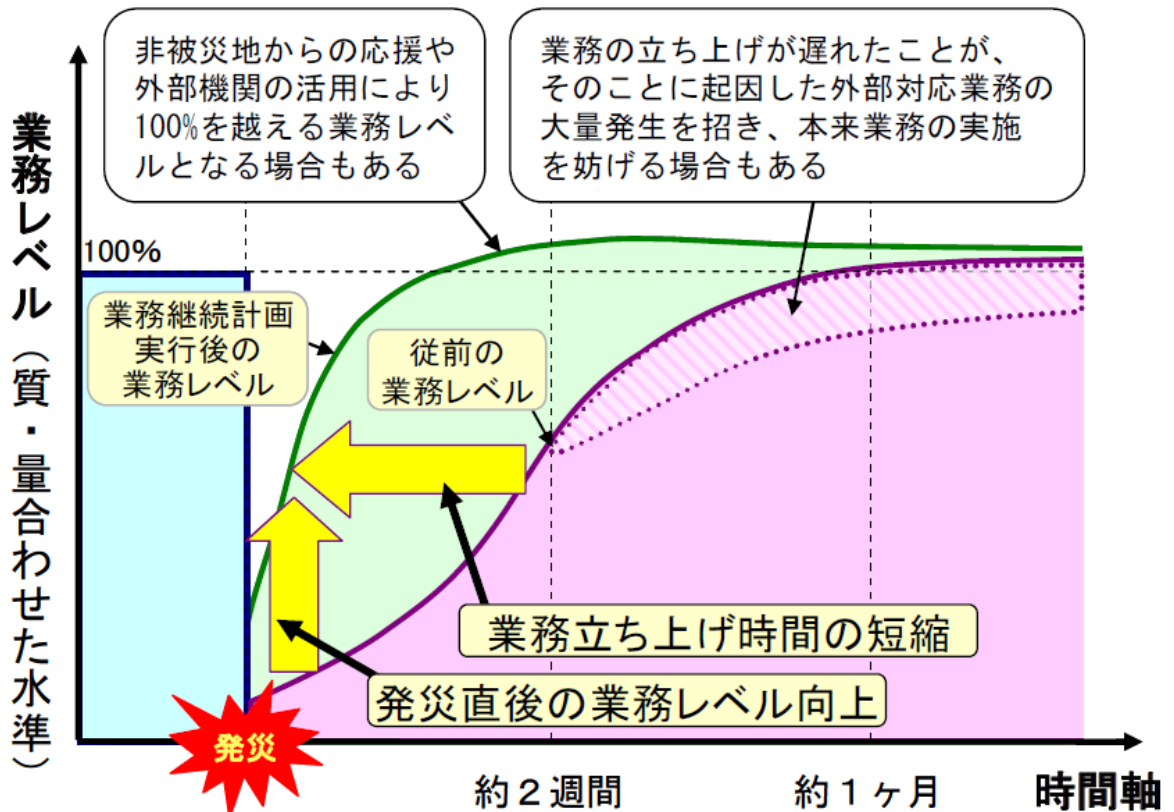 非被災地からの応援や
外部機関の活用により
100%を越える業務レベ
ルとなる場合もある
業務の立ち上げが遅れたことが、
そのことに起因した外部対応業務の
大量発生を招き、本来業務の実施
を妨げる場合もある
業務レベル（質・量合わせた水準）
100%
業務継続計画
実行後の
業務レベル
従前の
業務レベル
業務立ち上げ時間の短縮
発災直後の業務レベル向上
発災
約２週間
約１ヶ月
時間軸